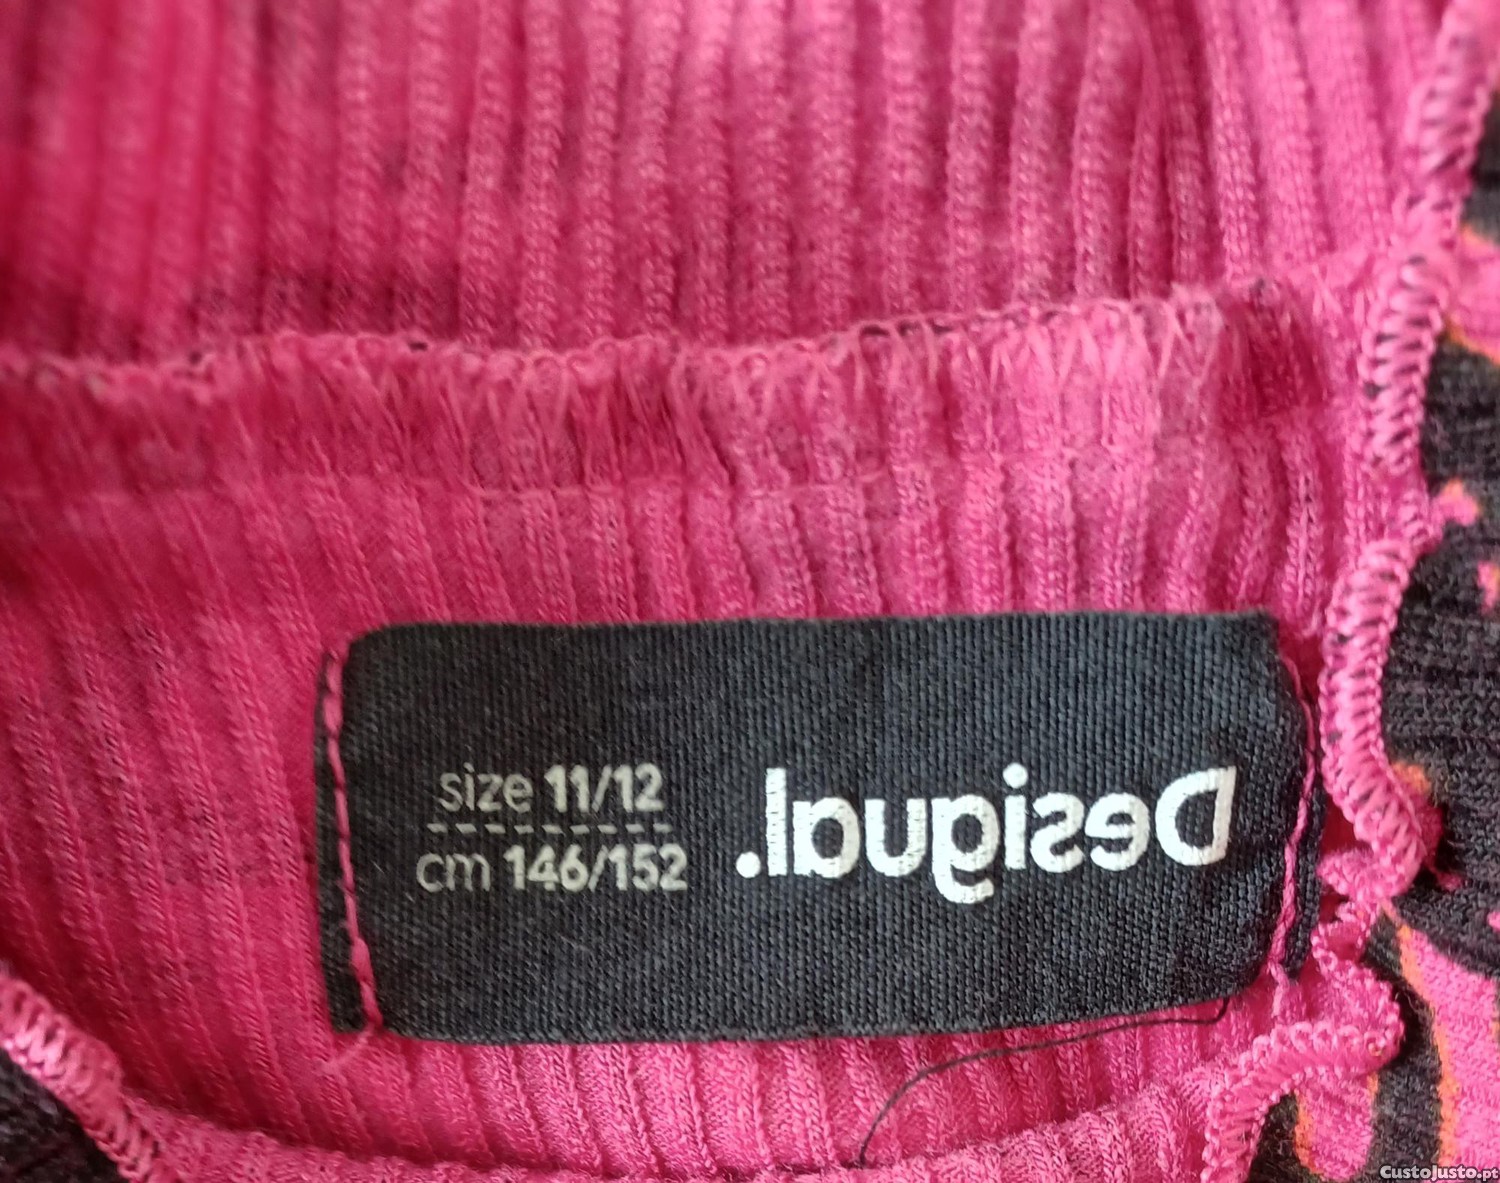 size 11/12
cm 146/152
Desigual.
CustoJusto.pt